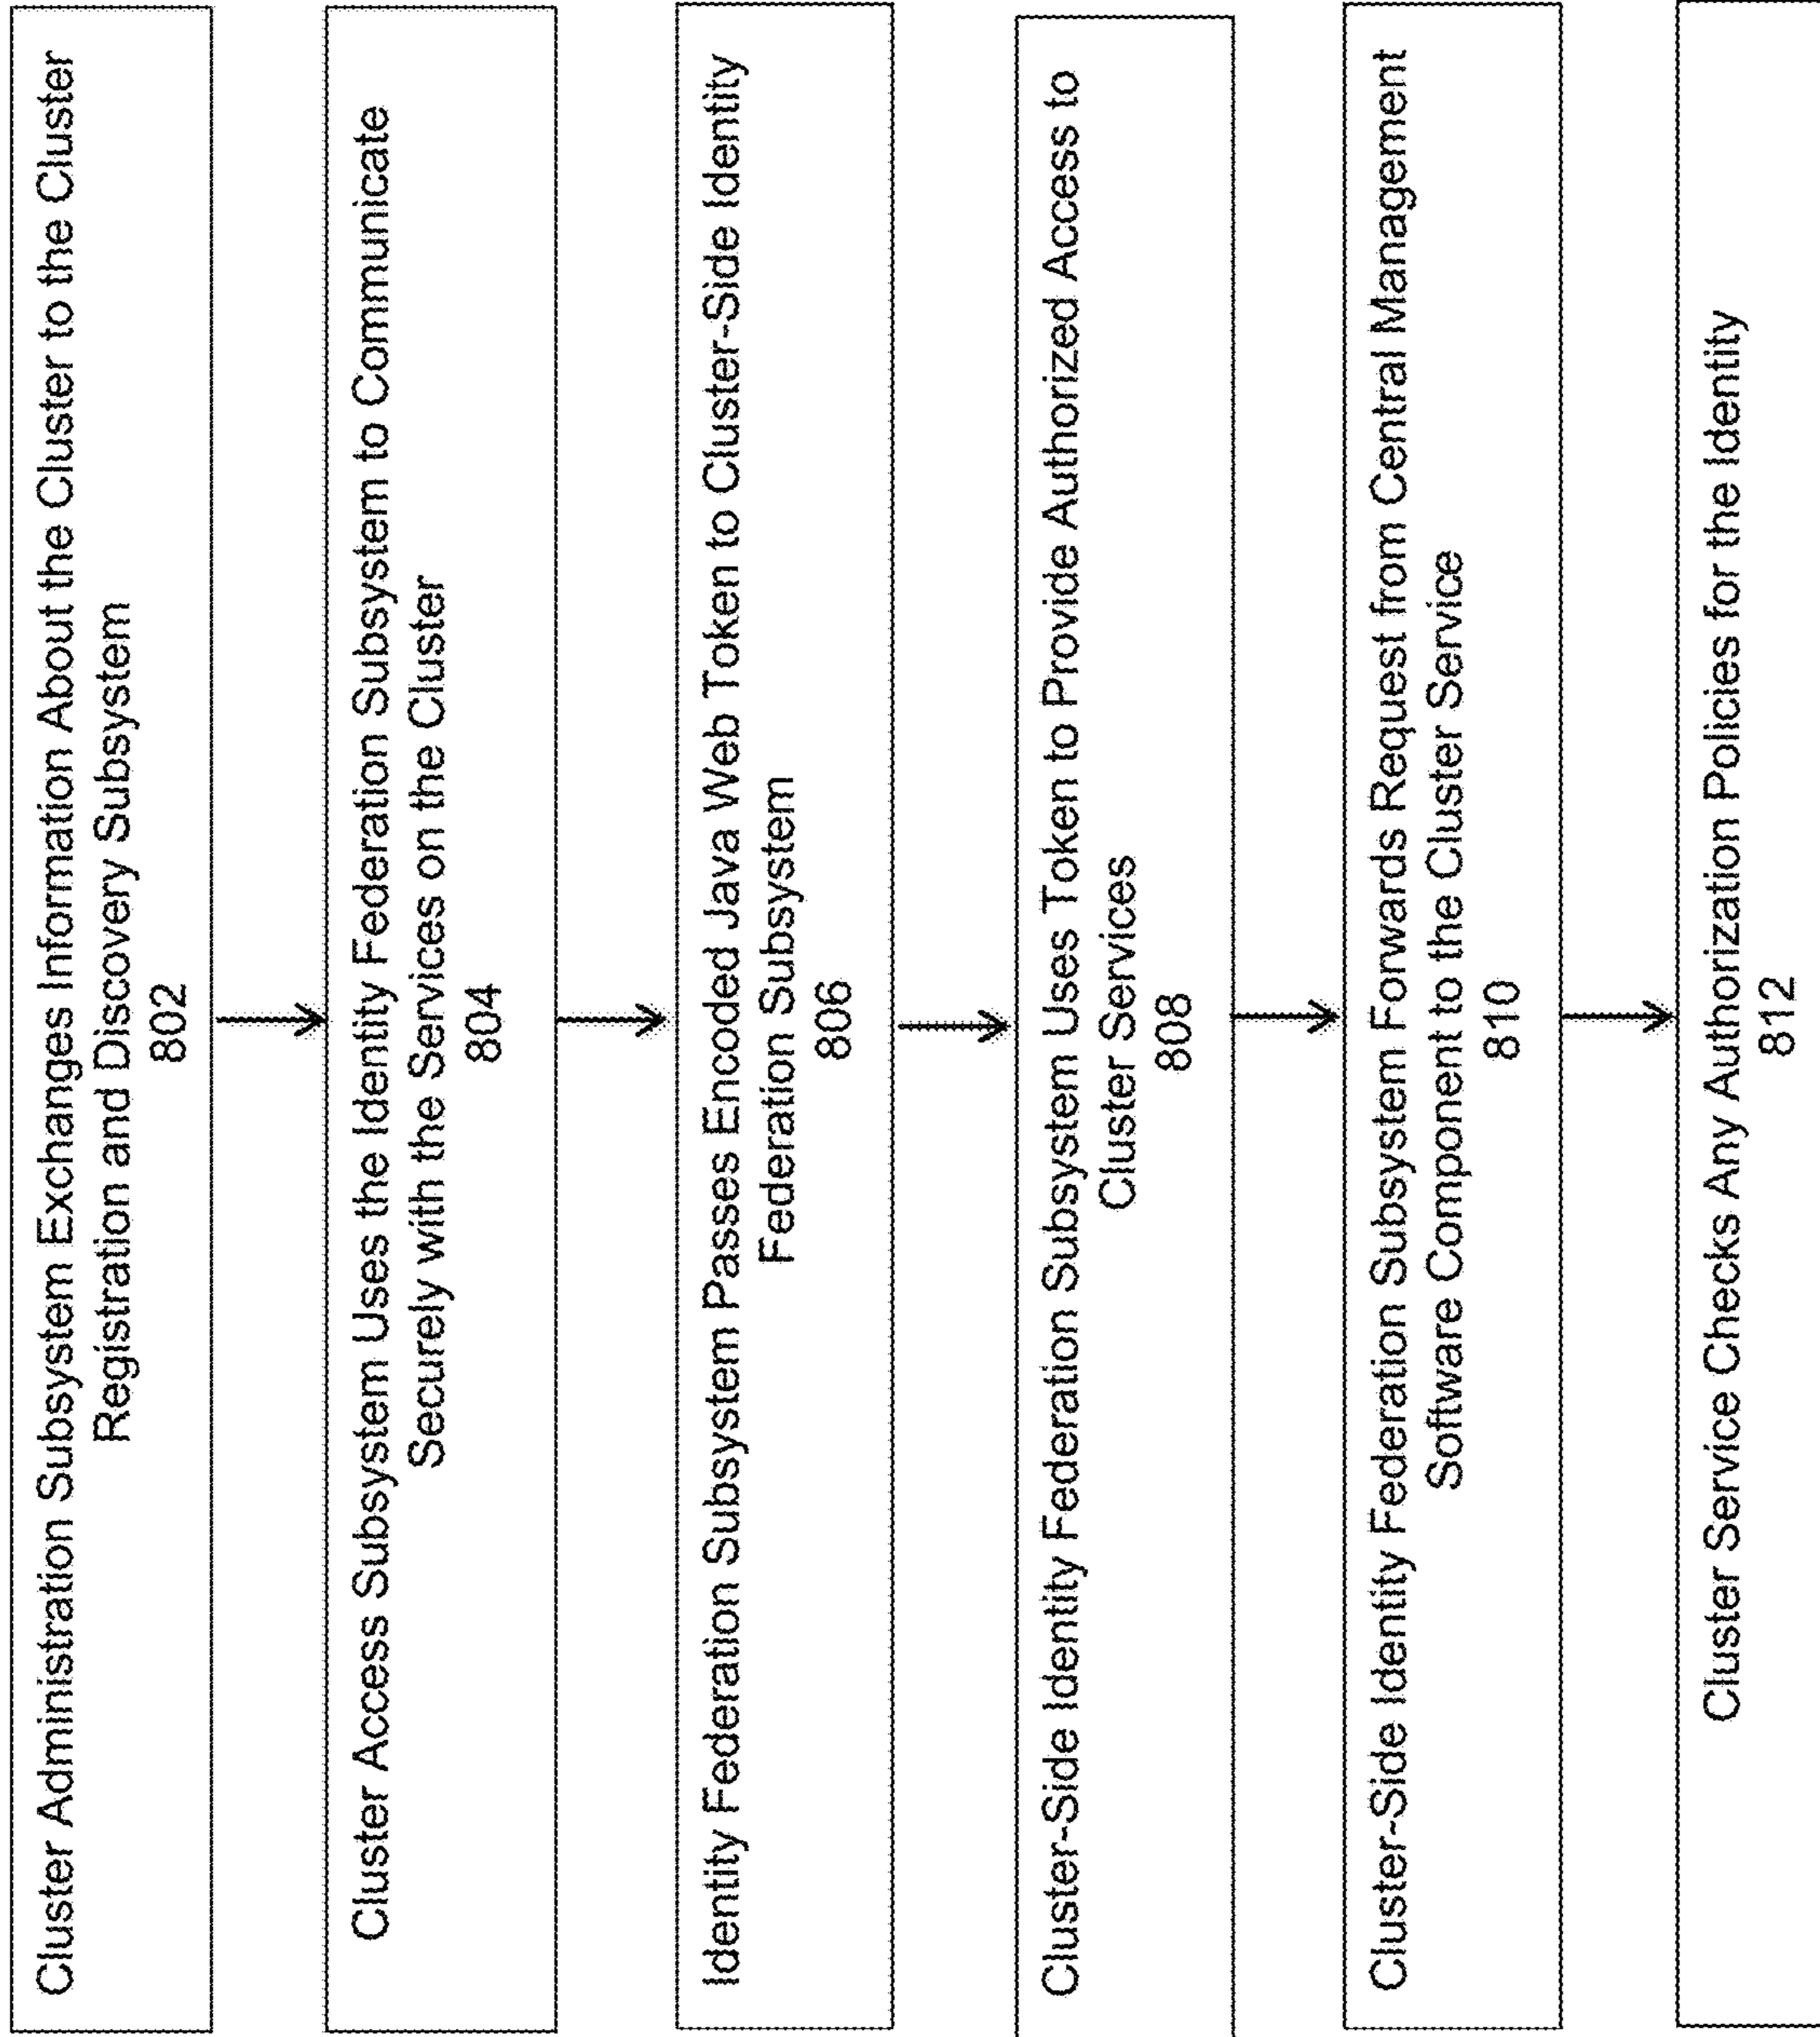 Cluster Administration Subsystem Exchanges Information About the Cluster to the Cluster
Registration and Discovery Subsystem
802
Cluster Access Subsystem Uses the Identity Federation Subsystem to Communicate
Securely with the Services on the Cluster
804
Identity Federation Subsystem Passes Encoded Java Web Token to Cluster-Side Identity
Federation Subsystem
806
Cluster-Side Identity Federation Subsystem Uses Token to Provide Authorized Access to
Cluster Services
808
Cluster-Side Identity Federation Subsystem Forwards Request from Central Management
Software Component to the Cluster Service
810
Cluster Service Checks Any Authorization Policies for the Identity
812